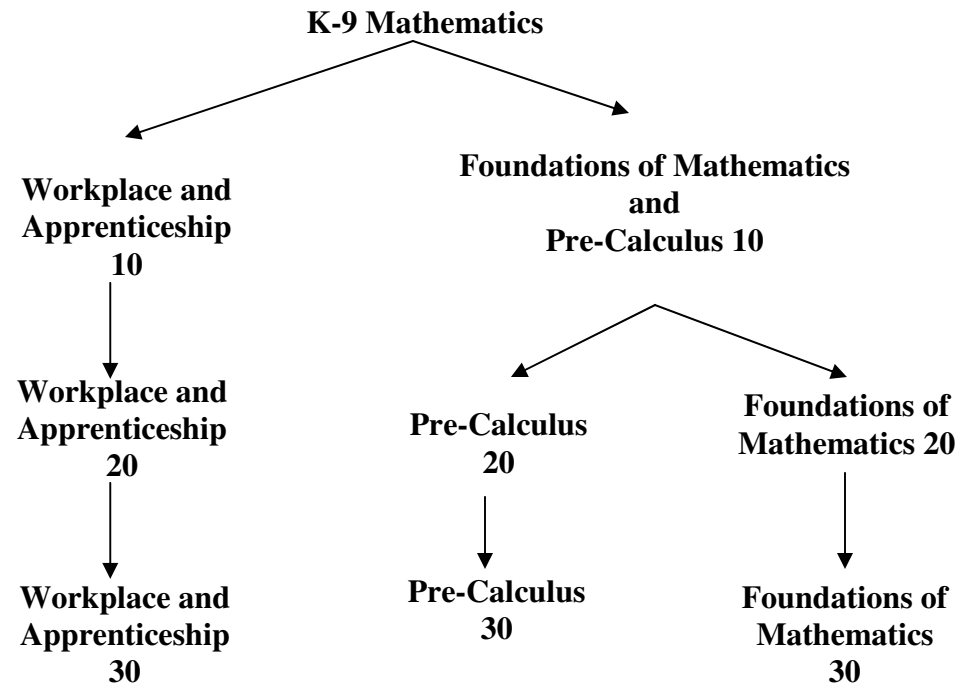 K-9 Mathematics
Workplace and
Apprenticeship
10
Foundations of Mathematics
and
Pre-Calculus 10
Workplace and
Apprenticeship
20
Pre-Calculus
20
Foundations of
Mathematics 20
Workplace and
Apprenticeship
30
Pre-Calculus
30
Foundations of
Mathematics
30